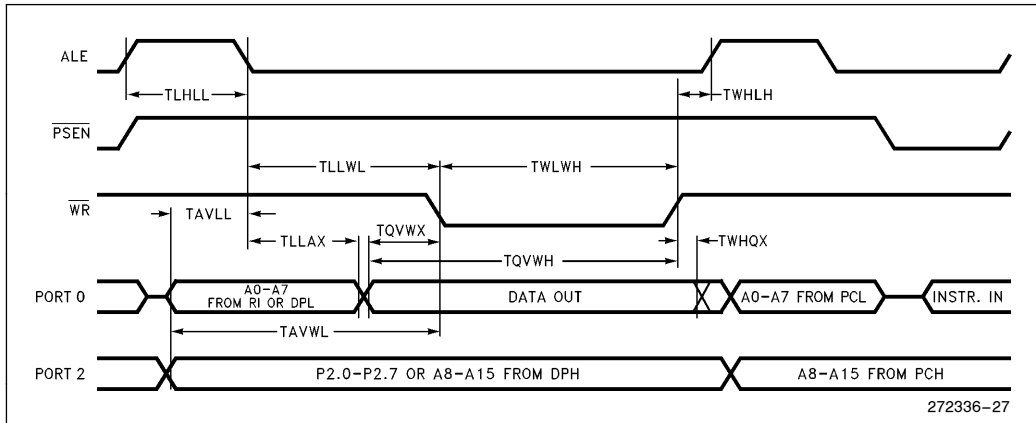 ALE
TLHLL
TWHLH
PSEN
TLLWL
TWLWH
WR
TAVLL
TQVWX
TLLAX
TWHQX
TQVWH
PORT 0
A0-A7
FROM RI OR DPL
DATA OUT
A0-A7 FROM PCL
INSTR. IN
TAVWL
PORT 2
P2.0-P2.7 OR A8-A15 FROM DPH
A8-A15 FROM PCH
272336-27